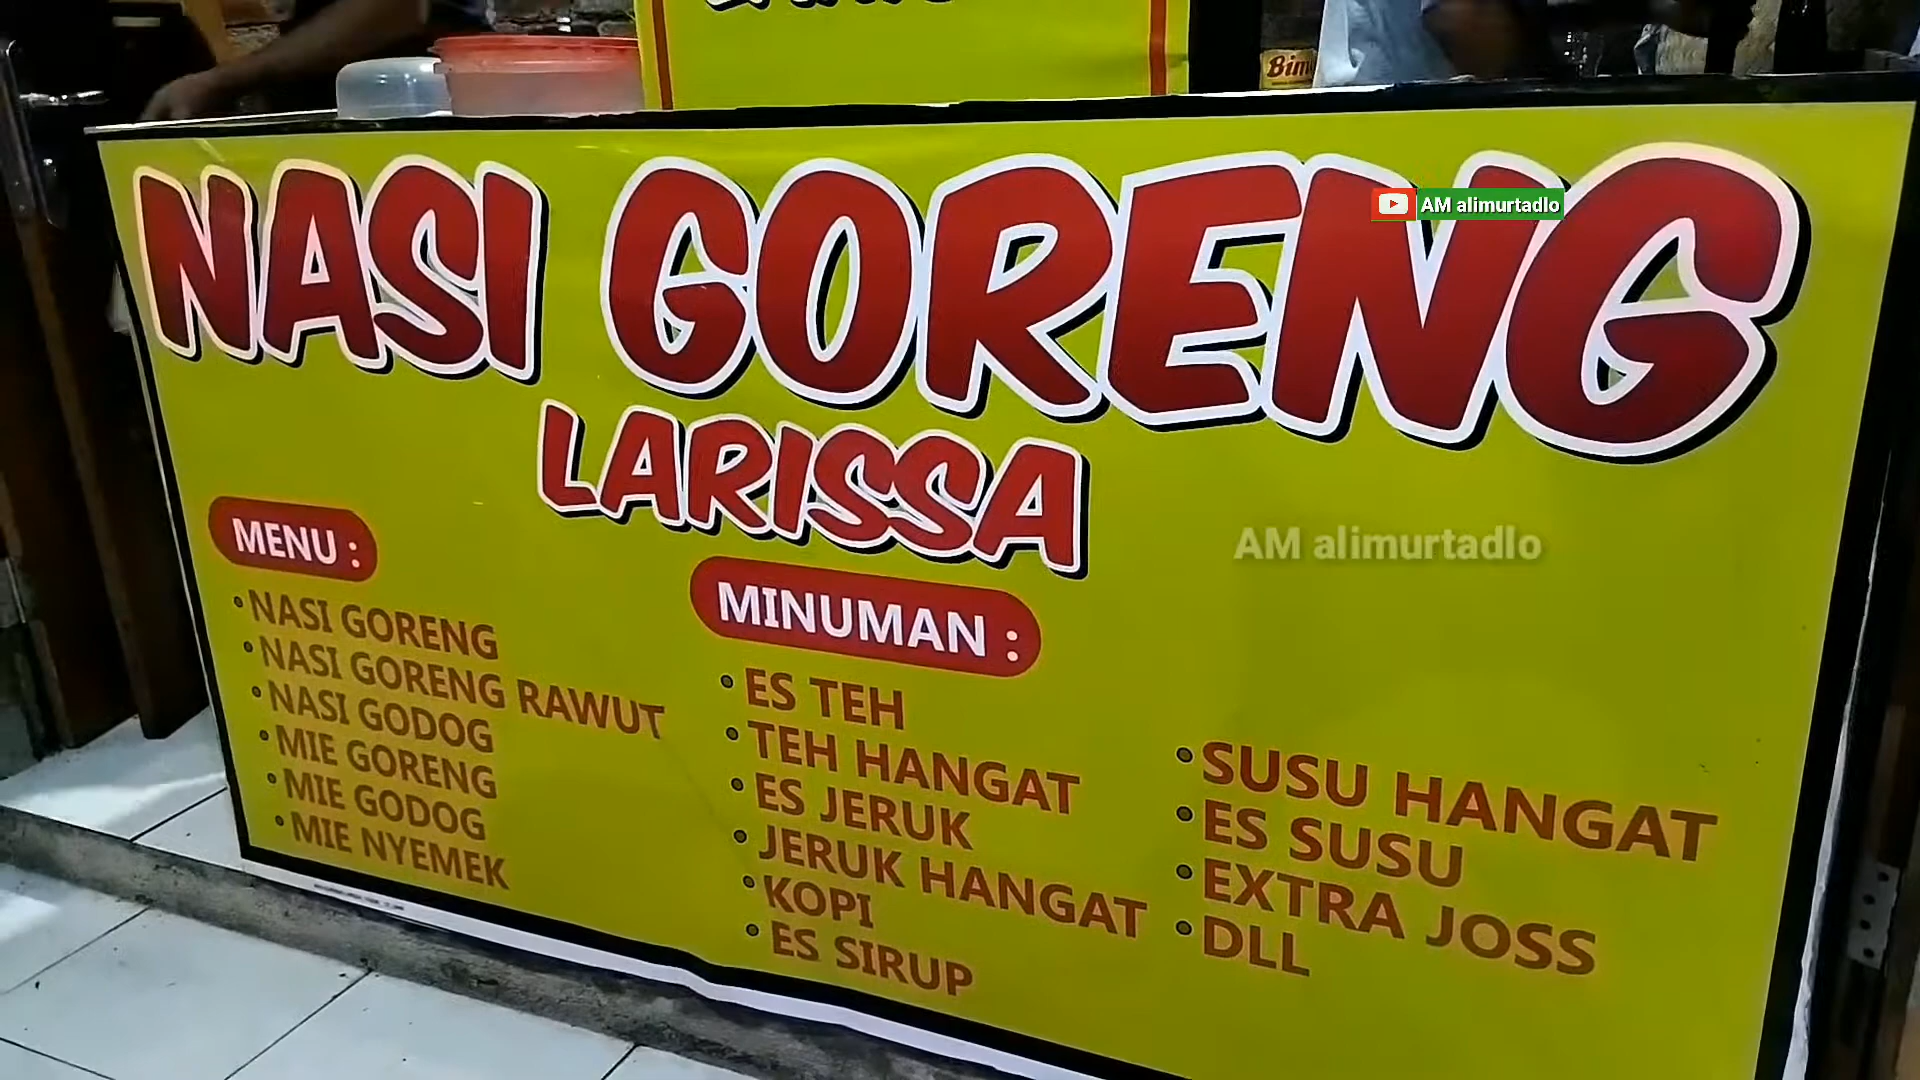 Bim
NASI GORENG
AM alimurtadlo
LARISSA
AM alimurtadlo
MENU :
NASI GORENG
NASI GORENG RAWUT
NASI GODOG
MIE GORENG
MIE GODOG
MIE NYEMEK
MINUMAN :
ES TEH
TEH HANGAT
ES JERUK
JERUK HANGAT
KOPI
ES SIRUP
SUSU HANGAT
ES SUSU
EXTRA JOSS
DLL